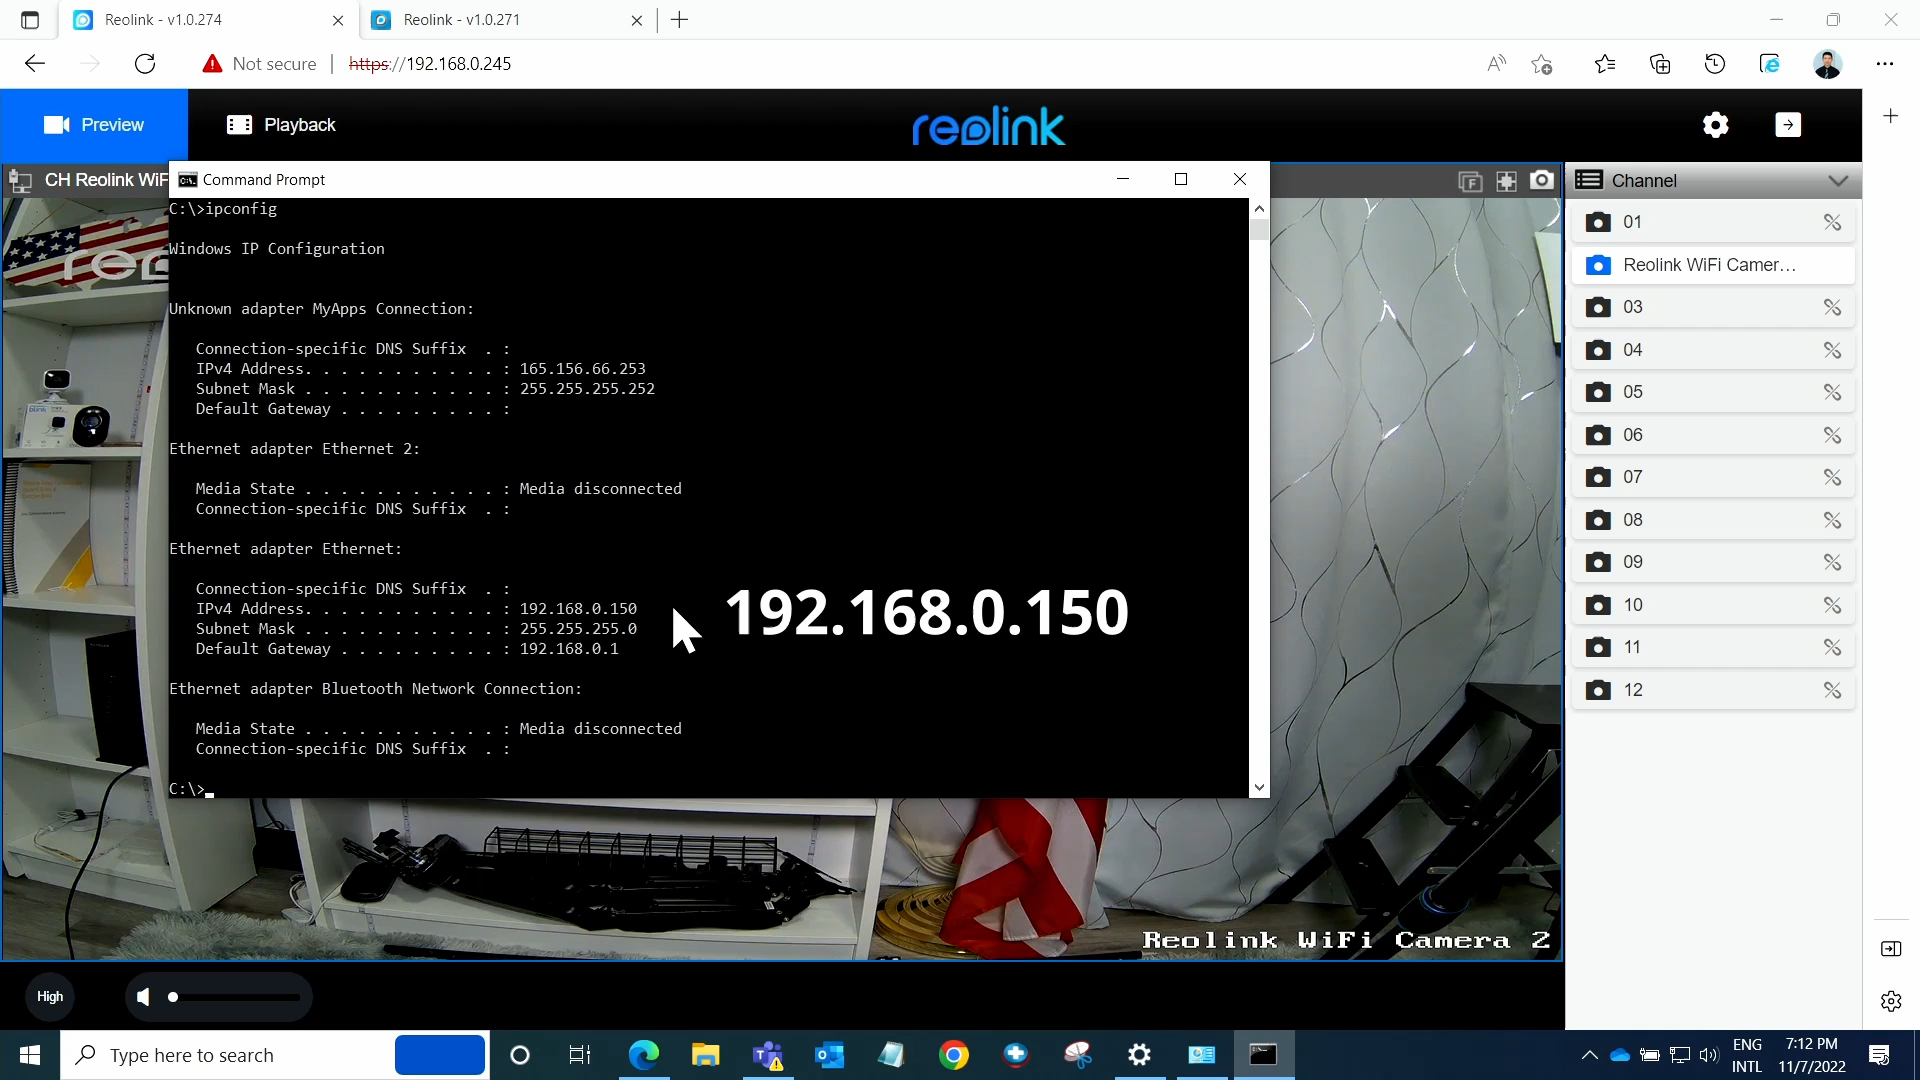 Reolink - v1.0.274
Reolink - v1.0.271
Not secure
https://192.168.0.245
Preview
Playback
reolink
CH Reolink WiF
Command Prompt
C:\>ipconfig
Windows IP Configuration
Unknown adapter MyApps Connection:
Connection-specific DNS Suffix . :
IPv4 Address. . . . . . . . . . . : 165.156.66.253
Subnet Mask . . . . . . . . . . . : 255.255.255.252
Default Gateway . . . . . . . . . :
Ethernet adapter Ethernet 2:
Media State . . . . . . . . . . . : Media disconnected
Connection-specific DNS Suffix . :
Ethernet adapter Ethernet:
Connection-specific DNS Suffix . :
IPv4 Address. . . . . . . . . . . : 192.168.0.150
Subnet Mask . . . . . . . . . . . : 255.255.255.0
Default Gateway . . . . . . . . . : 192.168.0.1
Ethernet adapter Bluetooth Network Connection:
Media State . . . . . . . . . . . : Media disconnected
Connection-specific DNS Suffix . :
C:\>
192.168.0.150
Channel
01
Reolink WiFi Camer...
03
04
05
06
07
08
09
10
11
12
reo
blink
Reolink WiFi Camera 2
High
Type here to search
ENG
INTL
7:12 PM
11/7/2022